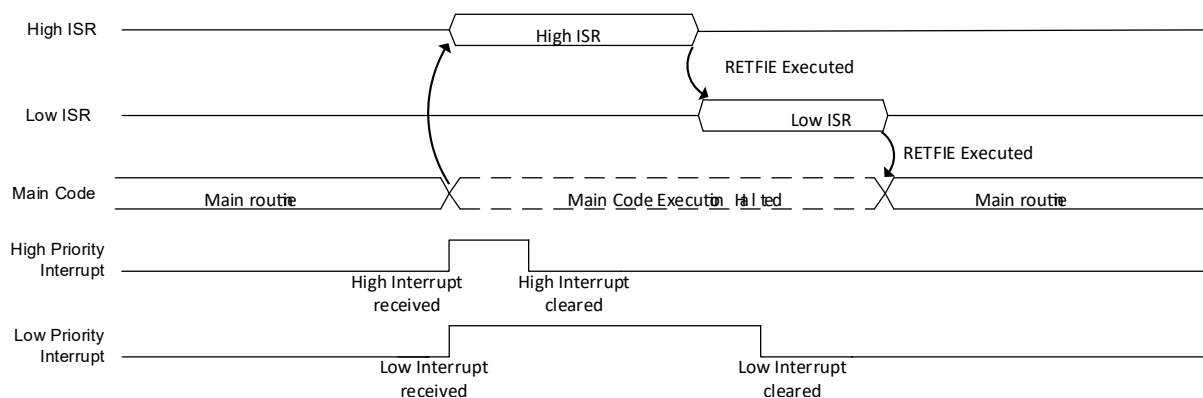 High ISR
High ISR
RETFIE Executed
Low ISR
Low ISR
RETFIE Executed
Main Code
Main routine
Main Code Execution Halted
Main routine
High Priority
Interrupt
High Interrupt
received
High Interrupt
cleared
Low Priority
Interrupt
Low Interrupt
received
Low Interrupt
cleared